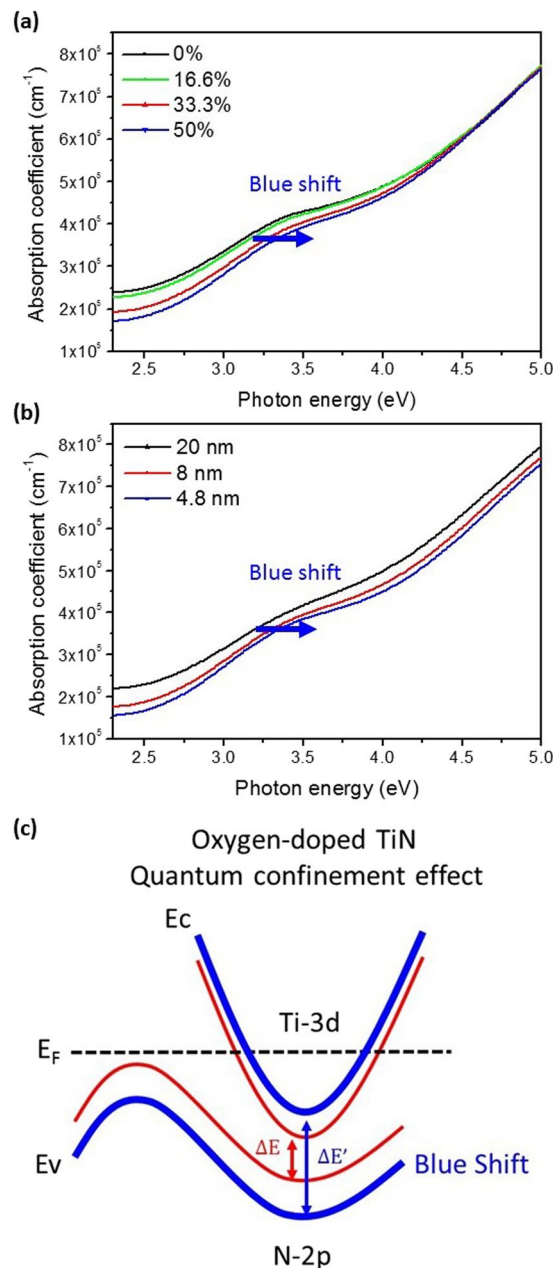 (a)
8x10⁵
7x10⁵
6x10⁵
5x10⁵
4x10⁵
3x10⁵
2x10⁵
1x10⁵
Absorption coefficient (cm⁻¹)
0%
16.6%
33.3%
50%
Blue shift
2.5 3.0 3.5 4.0 4.5 5.0
Photon energy (eV)
(b)
8x10⁵
7x10⁵
6x10⁵
5x10⁵
4x10⁵
3x10⁵
2x10⁵
1x10⁵
Absorption coefficient (cm⁻¹)
20 nm
8 nm
4.8 nm
Blue shift
2.5 3.0 3.5 4.0 4.5 5.0
Photon energy (eV)
(c)
Oxygen-doped TiN
Quantum confinement effect
Ec
Ti-3d
E_F
ΔE
ΔE’
Ev
Blue Shift
N-2p